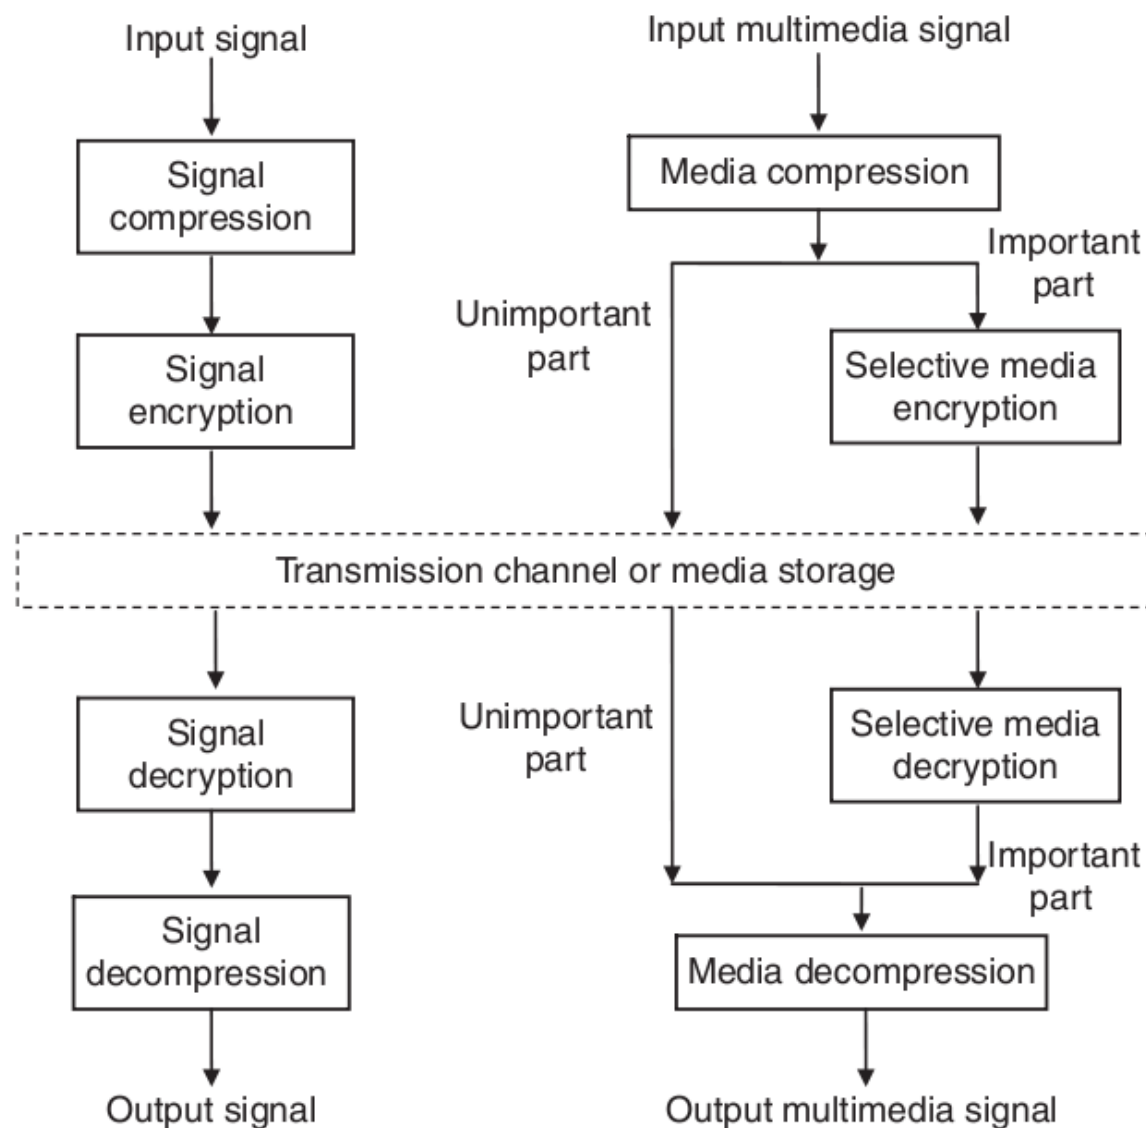 Input signal
Signal
compression
Signal
encryption
Input multimedia signal
Media compression
Unimportant
part
Important
part
Selective media
encryption
Transmission channel or media storage
Signal
decryption
Signal
decompression
Output signal
Unimportant
part
Selective media
decryption
Important
part
Media decompression
Output multimedia signal